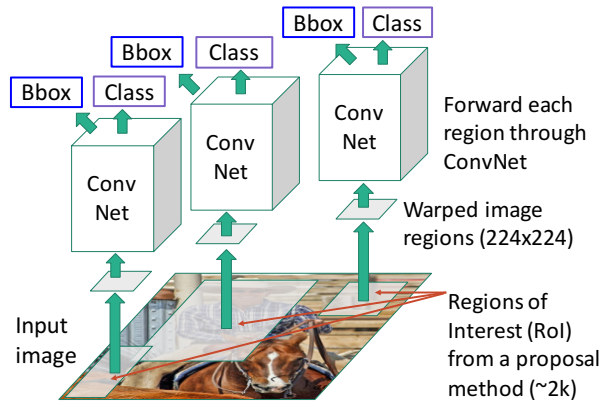 Bbox
Class
Bbox
Class
Bbox
Class
Conv
Net
Conv
Net
Conv
Net
Forward each
region through
ConvNet
Warped image
regions (224x224)
Input
image
Regions of
Interest (RoI)
from a proposal
method (~2k)